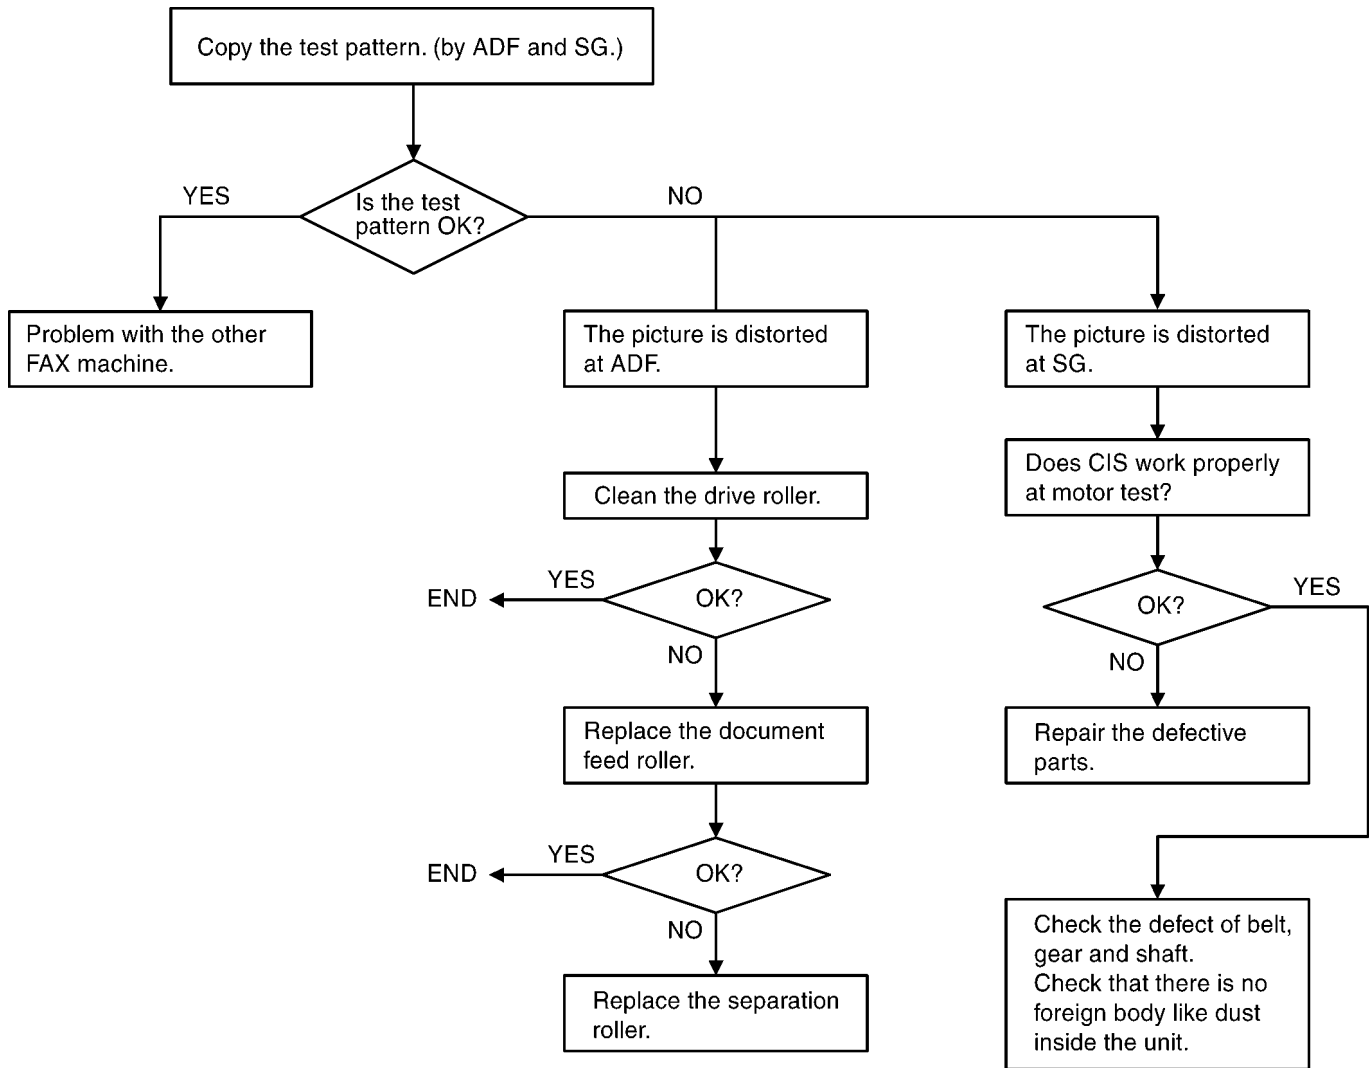 Copy the test pattern. (by ADF and SG.)
YES
Is the test
pattern OK?
NO
Problem with the other
FAX machine.
The picture is distorted
at ADF.
The picture is distorted
at SG.
Clean the drive roller.
Does CIS work properly
at motor test?
END
YES
OK?
NO
OK?
YES
NO
Replace the document
feed roller.
Repair the defective
parts.
END
YES
OK?
NO
Replace the separation
roller.
Check the defect of belt,
gear and shaft.
Check that there is no
foreign body like dust
inside the unit.